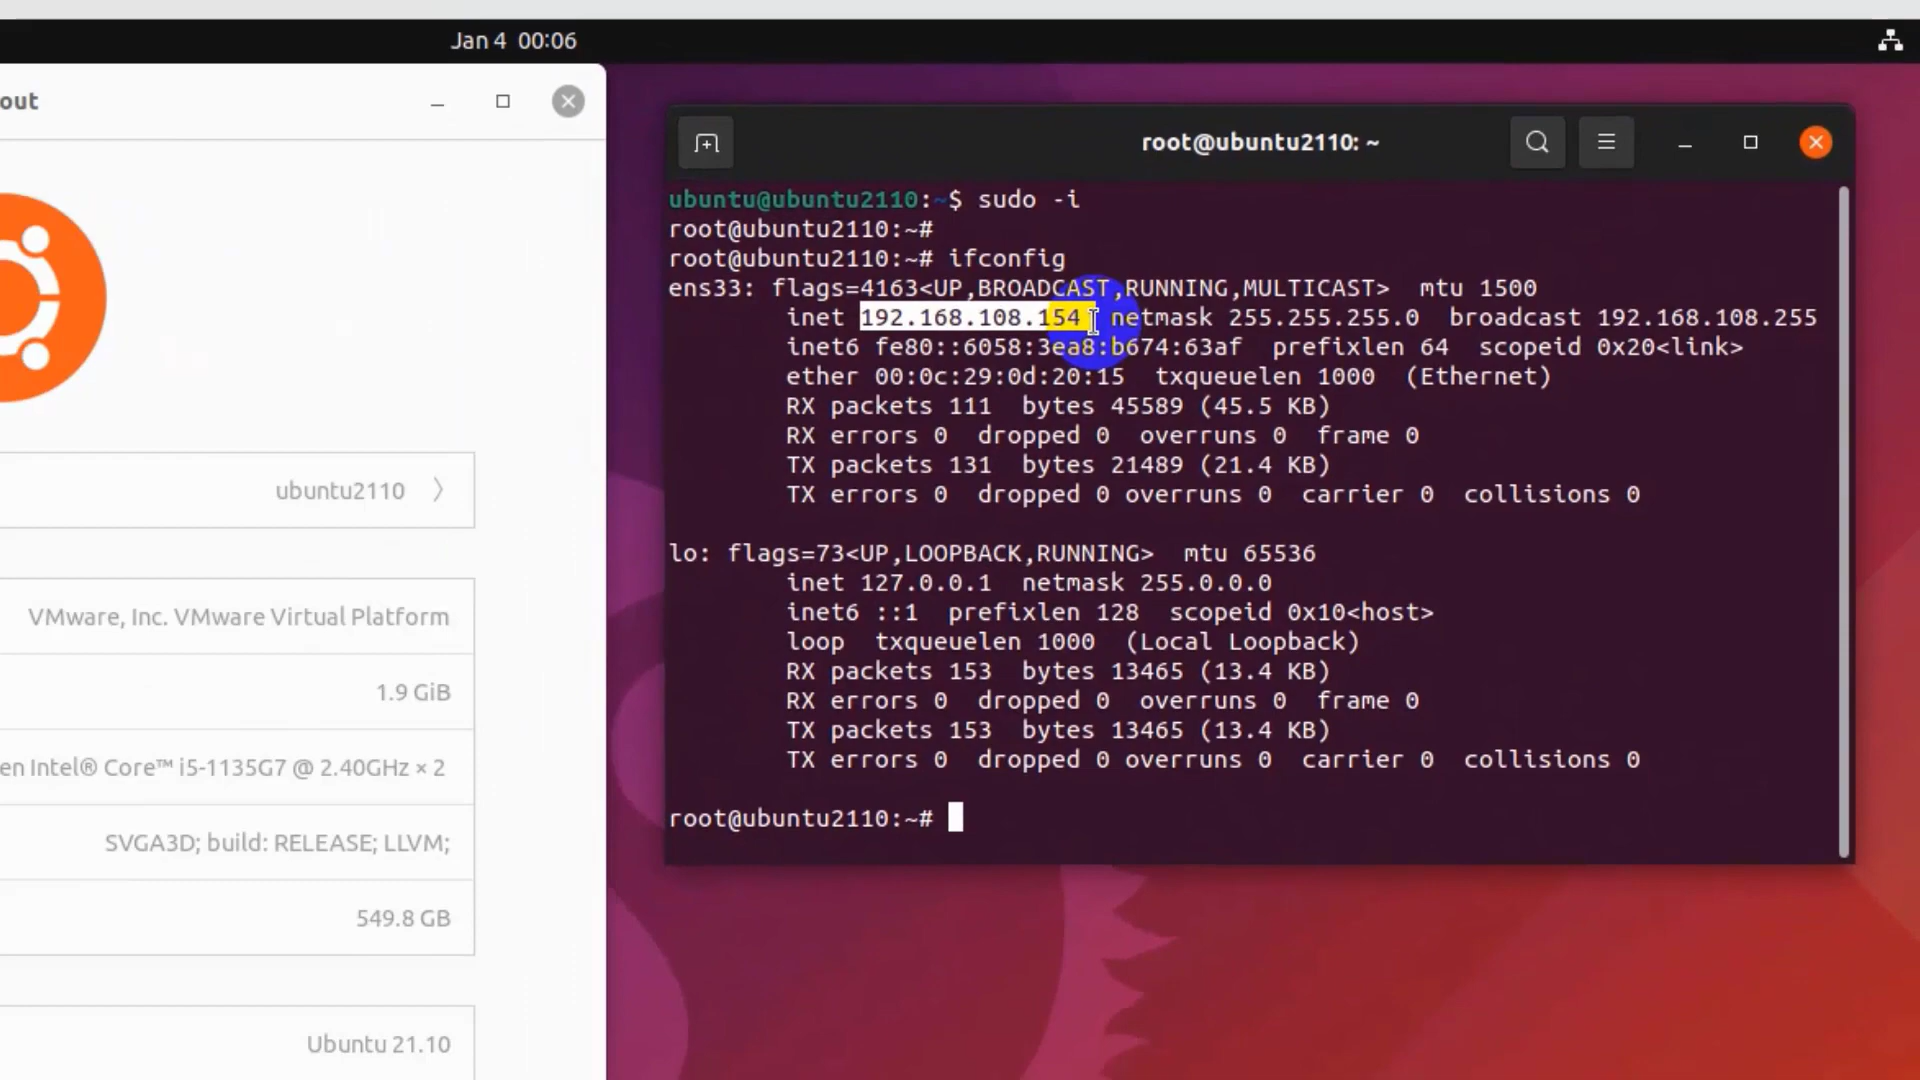 Jan 4 00:06
out
ubuntu2110
VMware, Inc. VMware Virtual Platform
1.9 GiB
en Intel® Core™ i5-1135G7 @ 2.40GHz × 2
SVGA3D; build: RELEASE; LLVM;
549.8 GB
Ubuntu 21.10
root@ubuntu2110: ~
ubuntu@ubuntu2110:~$ sudo -i
root@ubuntu2110:~#
root@ubuntu2110:~# ifconfig
ens33: flags=4163<UP,BROADCAST,RUNNING,MULTICAST>  mtu 1500
        inet 192.168.108.154  netmask 255.255.255.0  broadcast 192.168.108.255
        inet6 fe80::6058:3ea8:b674:63af  prefixlen 64  scopeid 0x20<link>
        ether 00:0c:29:0d:20:15  txqueuelen 1000  (Ethernet)
        RX packets 111  bytes 45589 (45.5 KB)
        RX errors 0  dropped 0  overruns 0  frame 0
        TX packets 131  bytes 21489 (21.4 KB)
        TX errors 0  dropped 0 overruns 0  carrier 0  collisions 0
lo: flags=73<UP,LOOPBACK,RUNNING>  mtu 65536
        inet 127.0.0.1  netmask 255.0.0.0
        inet6 ::1  prefixlen 128  scopeid 0x10<host>
        loop  txqueuelen 1000  (Local Loopback)
        RX packets 153  bytes 13465 (13.4 KB)
        RX errors 0  dropped 0  overruns 0  frame 0
        TX packets 153  bytes 13465 (13.4 KB)
        TX errors 0  dropped 0 overruns 0  carrier 0  collisions 0
root@ubuntu2110:~#